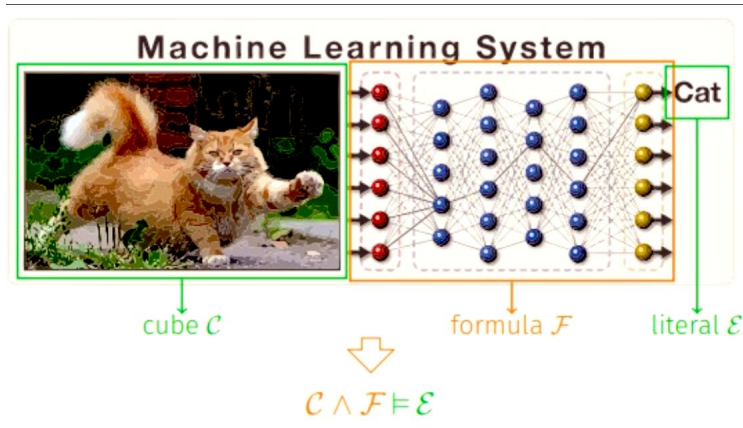 Machine Learning System
Cat
cube 𝒞
formula ℱ
literal ℰ
𝒞 ∧ ℱ ⊨ ℰ